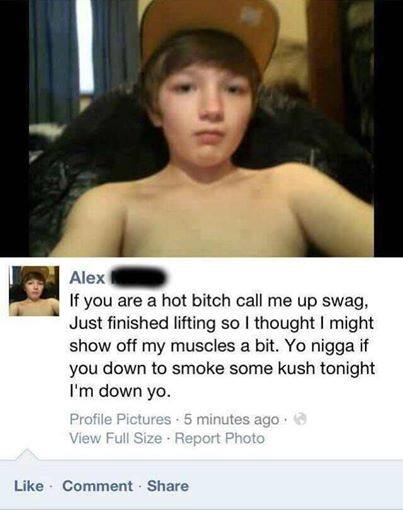 Alex
If you are a hot bitch call me up swag,
Just finished lifting so I thought I might
show off my muscles a bit. Yo nigga if
you down to smoke some kush tonight
I'm down yo.
Profile Pictures · 5 minutes ago ·
View Full Size · Report Photo
Like · Comment · Share